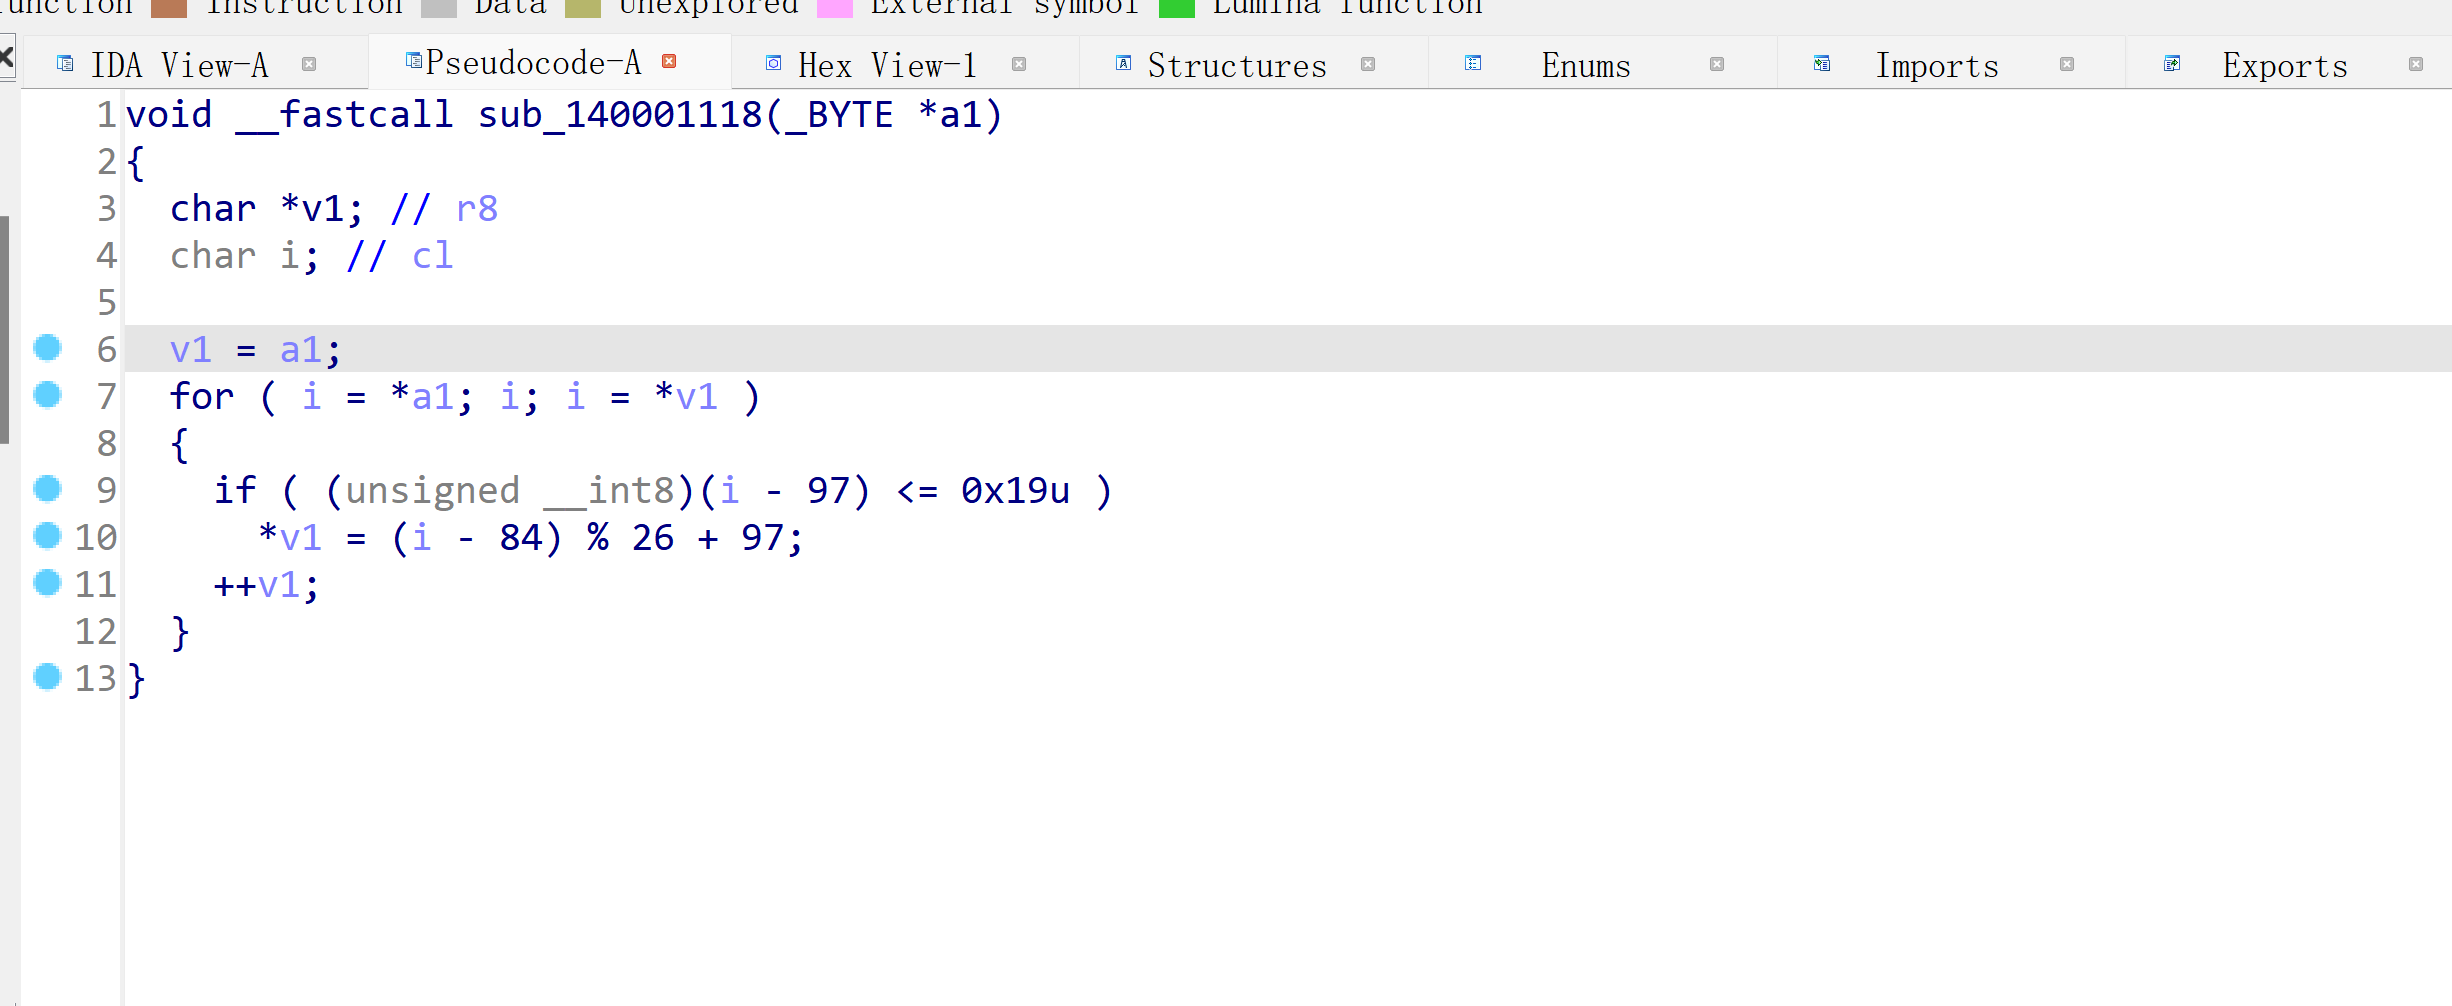 unction Instruction Data Unexplored External symbol Lumina function
IDA View-A Pseudocode-A Hex View-1 Structures Enums Imports Exports
1 void __fastcall sub_140001118(_BYTE *a1)
2 {
3   char *v1; // r8
4   char i; // cl
5
6   v1 = a1;
7   for ( i = *a1; i; i = *v1 )
8   {
9     if ( (unsigned __int8)(i - 97) <= 0x19u )
10       *v1 = (i - 84) % 26 + 97;
11     ++v1;
12   }
13 }